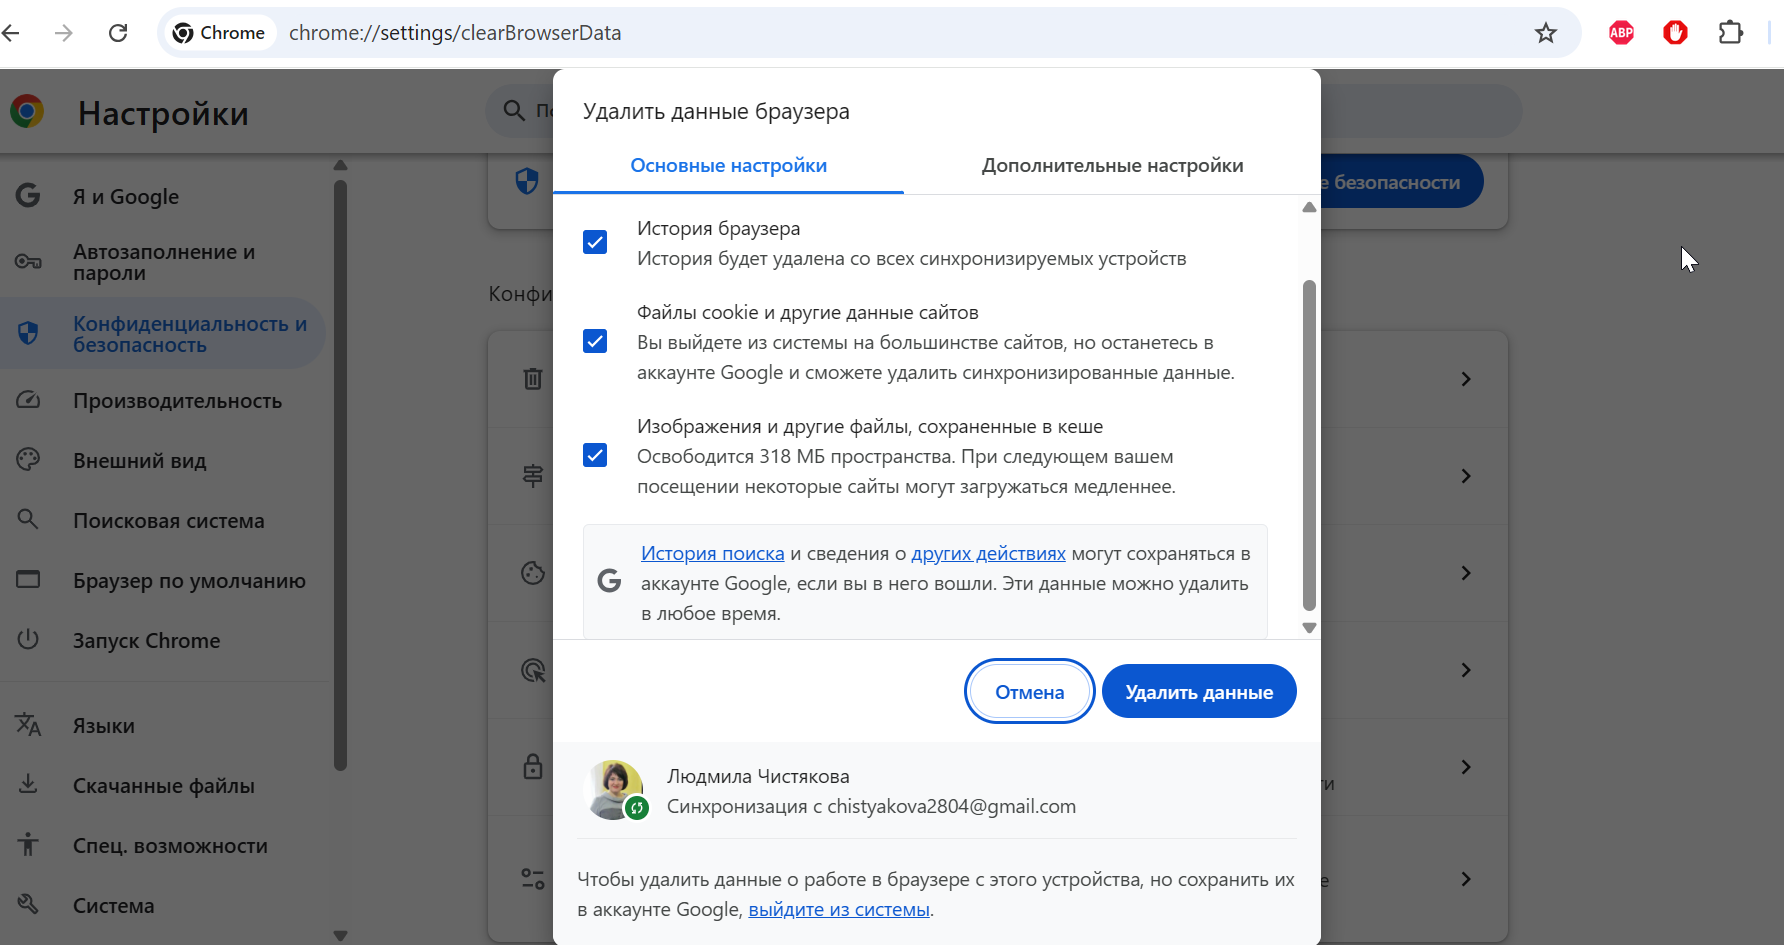 Chrome
chrome://settings/clearBrowserData
ABP
Настройки
Я и Google
Автозаполнение и
пароли
Конфиденциальность и
безопасность
Производительность
Внешний вид
Поисковая система
Браузер по умолчанию
Запуск Chrome
Языки
Скачанные файлы
Спец. возможности
Система
безопасности
Удалить данные браузера
Основные настройки
Дополнительные настройки
История браузера
История будет удалена со всех синхронизируемых устройств
Файлы cookie и другие данные сайтов
Вы выйдете из системы на большинстве сайтов, но останетесь в
аккаунте Google и сможете удалить синхронизированные данные.
Изображения и другие файлы, сохраненные в кеше
Освободится 318 МБ пространства. При следующем вашем
посещении некоторые сайты могут загружаться медленнее.
История поиска и сведения о других действиях могут сохраняться в
аккаунте Google, если вы в него вошли. Эти данные можно удалить
в любое время.
Отмена
Удалить данные
Людмила Чистякова
Синхронизация с chistyakova2804@gmail.com
Чтобы удалить данные о работе в браузере с этого устройства, но сохранить их
в аккаунте Google, выйдите из системы.